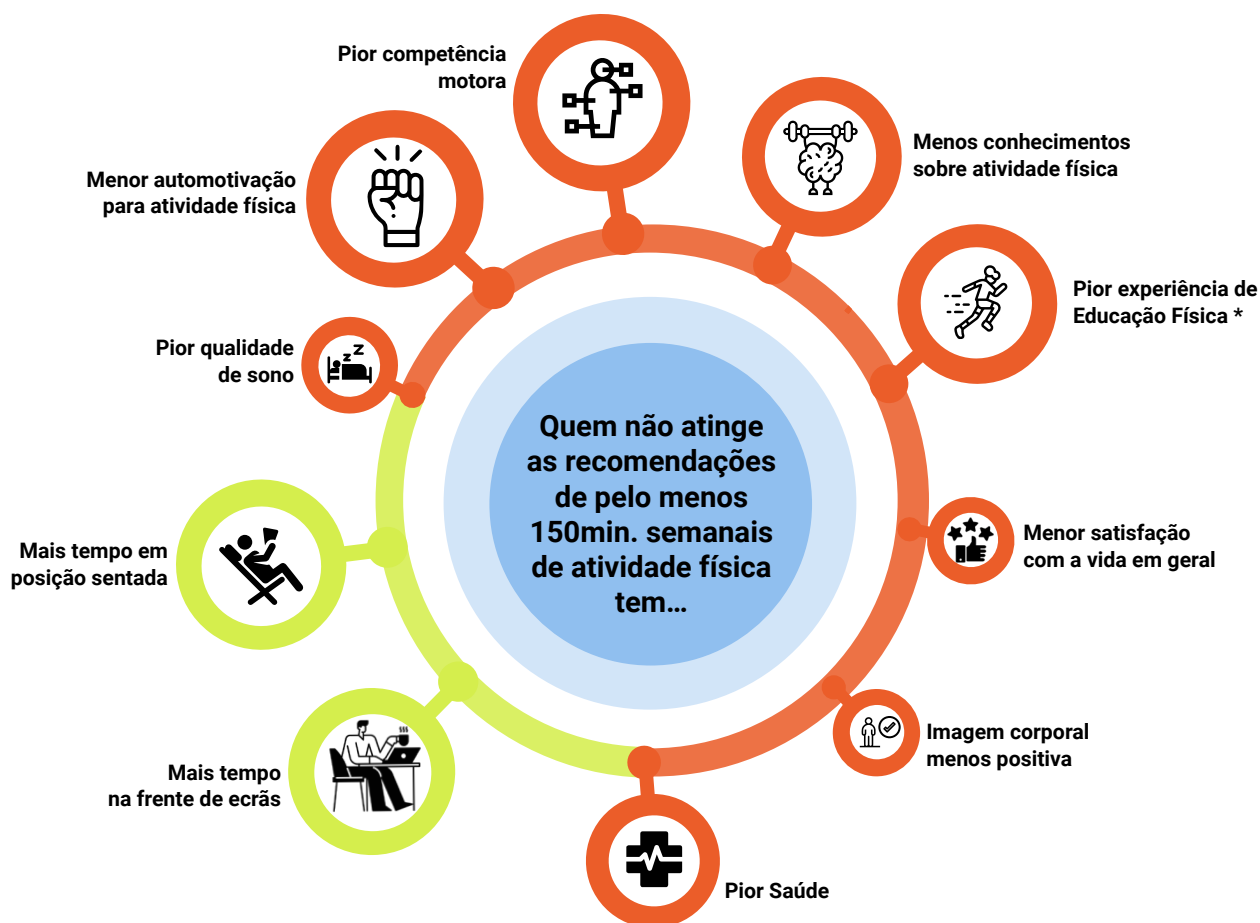 Pior competência
motora
Menos conhecimentos
sobre atividade física
Menor automotivação
para atividade física
Pior experiência de
Educação Física *
Pior qualidade
de sono
Quem não atinge
as recomendações
de pelo menos
150min. semanais
de atividade física
tem...
Mais tempo em
posição sentada
Menor satisfação
com a vida em geral
Mais tempo
na frente de ecrãs
Imagem corporal
menos positiva
Pior Saúde